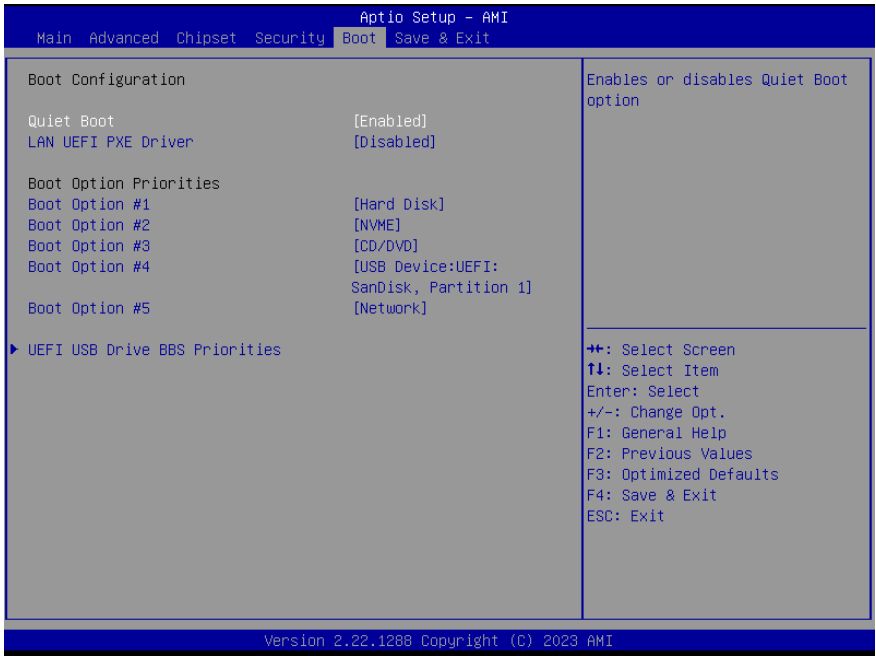 Aptio Setup - AMI
Main Advanced Chipset Security Boot Save & Exit
Boot Configuration
Quiet Boot [Enabled]
LAN UEFI PXE Driver [Disabled]
Boot Option Priorities
Boot Option #1 [Hard Disk]
Boot Option #2 [NVME]
Boot Option #3 [CD/DVD]
Boot Option #4 [USB Device:UEFI:
SanDisk, Partition 1]
Boot Option #5 [Network]
UEFI USB Drive BBS Priorities
Enables or disables Quiet Boot
option
→←: Select Screen
↑↓: Select Item
Enter: Select
+/-: Change Opt.
F1: General Help
F2: Previous Values
F3: Optimized Defaults
F4: Save & Exit
ESC: Exit
Version 2.22.1288 Copyright (C) 2023 AMI